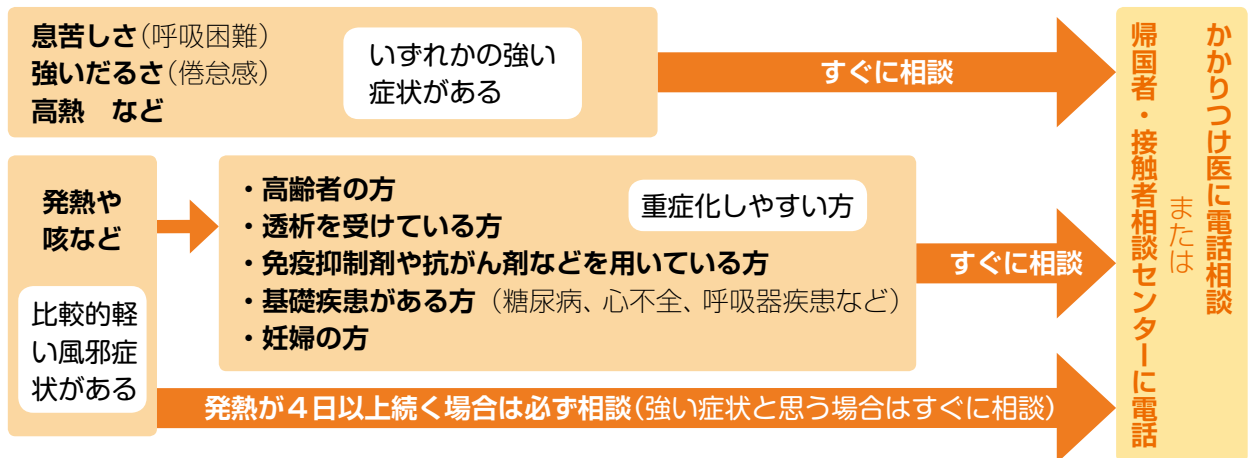 息苦しさ(呼吸困難)
強いだるさ(倦怠感)
高熱　など
いずれかの強い
症状がある
すぐに相談
発熱や
咳など
比較的軽
い風邪症
状がある
・高齢者の方
・透析を受けている方
・免疫抑制剤や抗がん剤などを用いている方
・基礎疾患がある方（糖尿病、心不全、呼吸器疾患など）
・妊婦の方
重症化しやすい方
すぐに相談
発熱が４日以上続く場合は必ず相談(強い症状と思う場合はすぐに相談)
かかりつけ医に電話相談
または
帰国者・接触者相談センターに電話